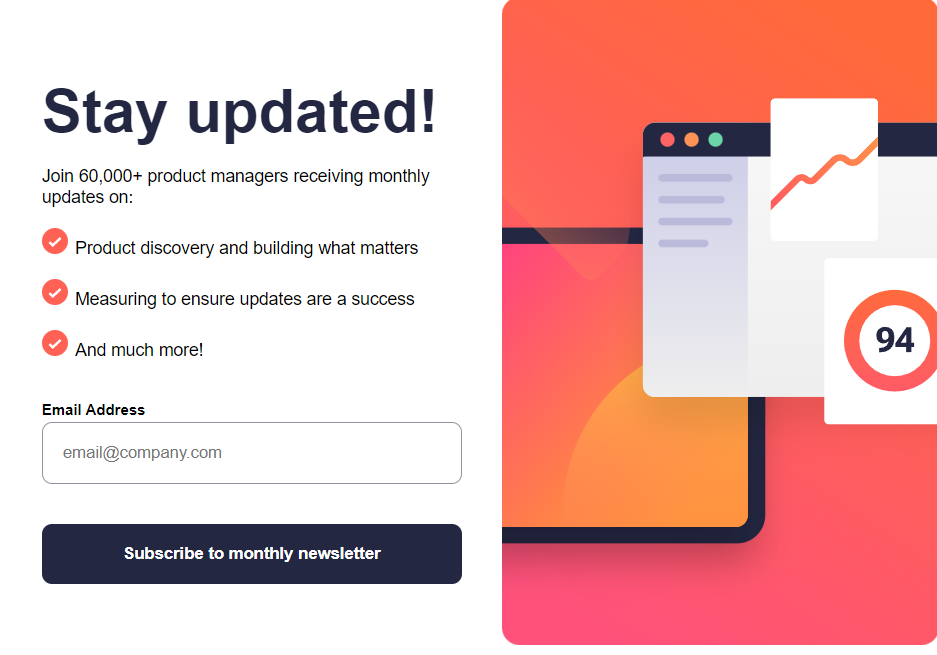 Stay updated!
Join 60,000+ product managers receiving monthly
updates on:
Product discovery and building what matters
Measuring to ensure updates are a success
And much more!
Email Address
email@company.com
Subscribe to monthly newsletter
94